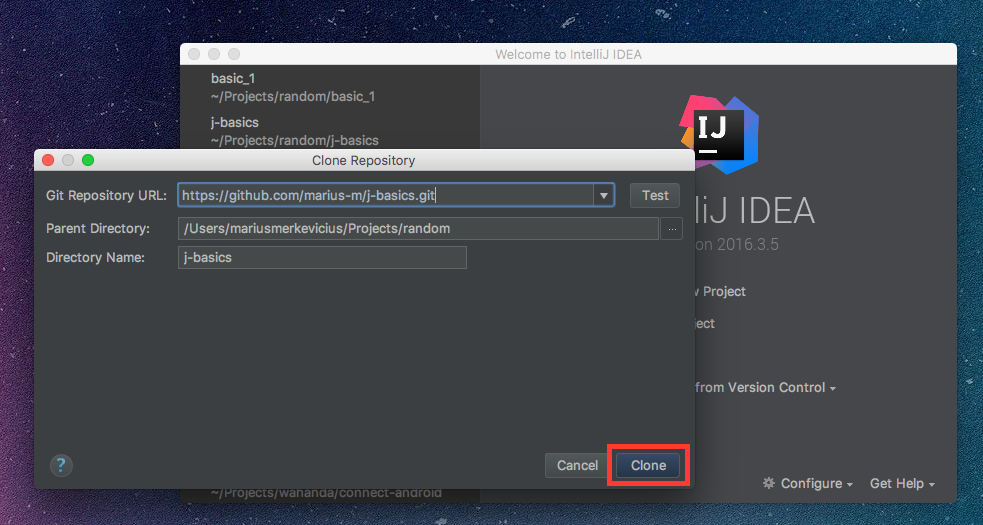 Welcome to IntelliJ IDEA
basic_1
~/Projects/random/basic_1
j-basics
~/Projects/random/j-basics
IJ
Clone Repository
Git Repository URL: https://github.com/marius-m/j-basics.git Test
Parent Directory: /Users/mariusmerkevicius/Projects/random ...
Directory Name: j-basics
liJ IDEA
on 2016.3.5
Project
ject
from Version Control
? Cancel Clone
~/Projects/wahanda/connect-android
Configure Get Help